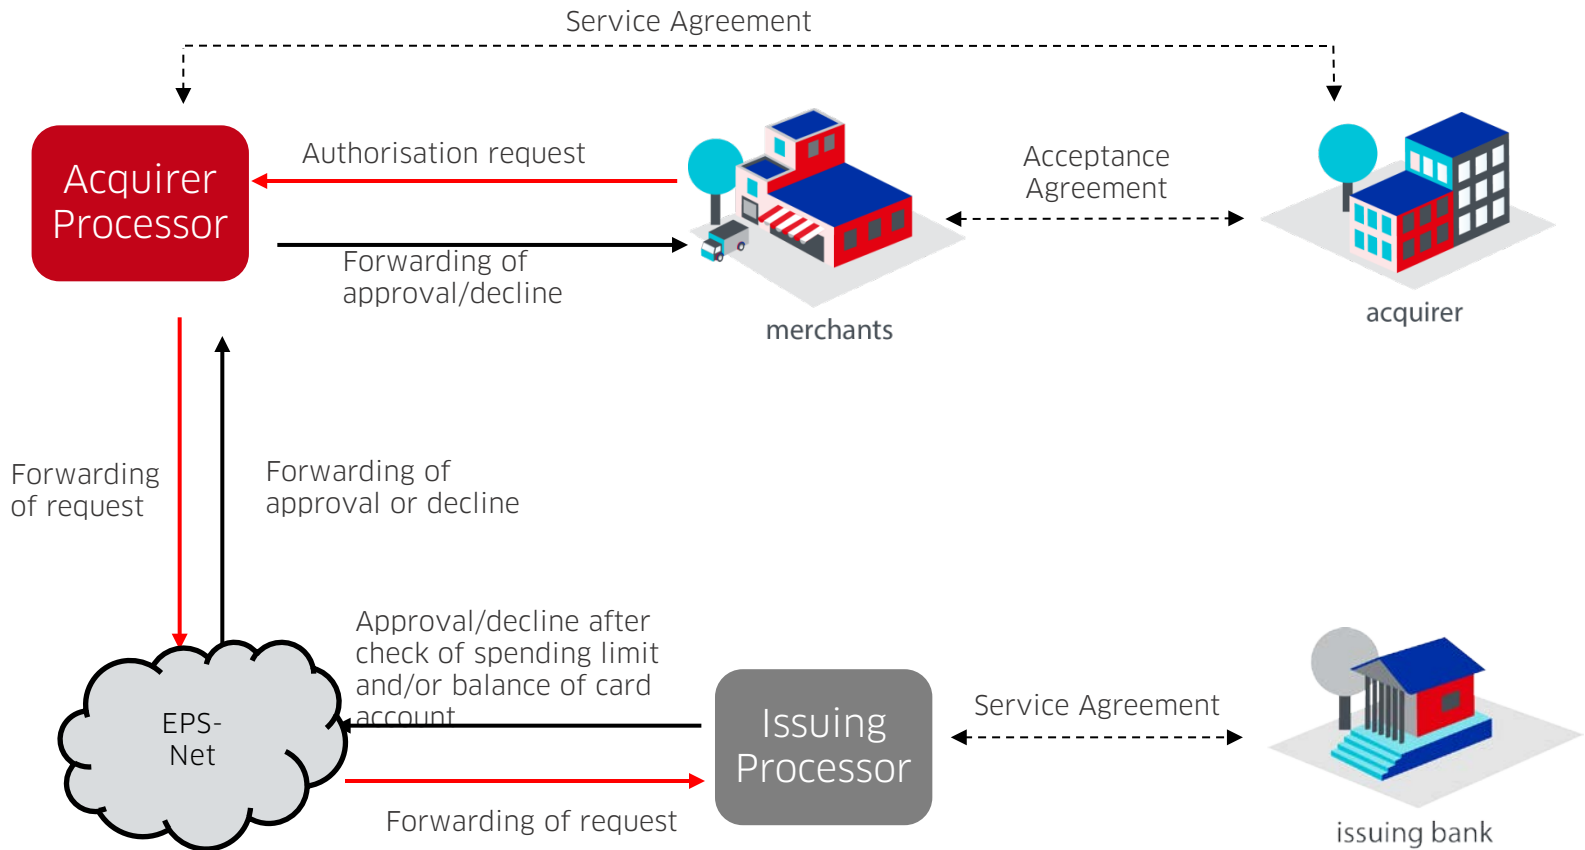 Service Agreement
Acquirer
Processor
Authorisation request
Forwarding of
approval/decline
merchants
Acceptance
Agreement
acquirer
Forwarding
of request
Forwarding of
approval or decline
EPS-
Net
Approval/decline after
check of spending limit
and/or balance of card
account
Forwarding of request
Issuing
Processor
Service Agreement
issuing bank